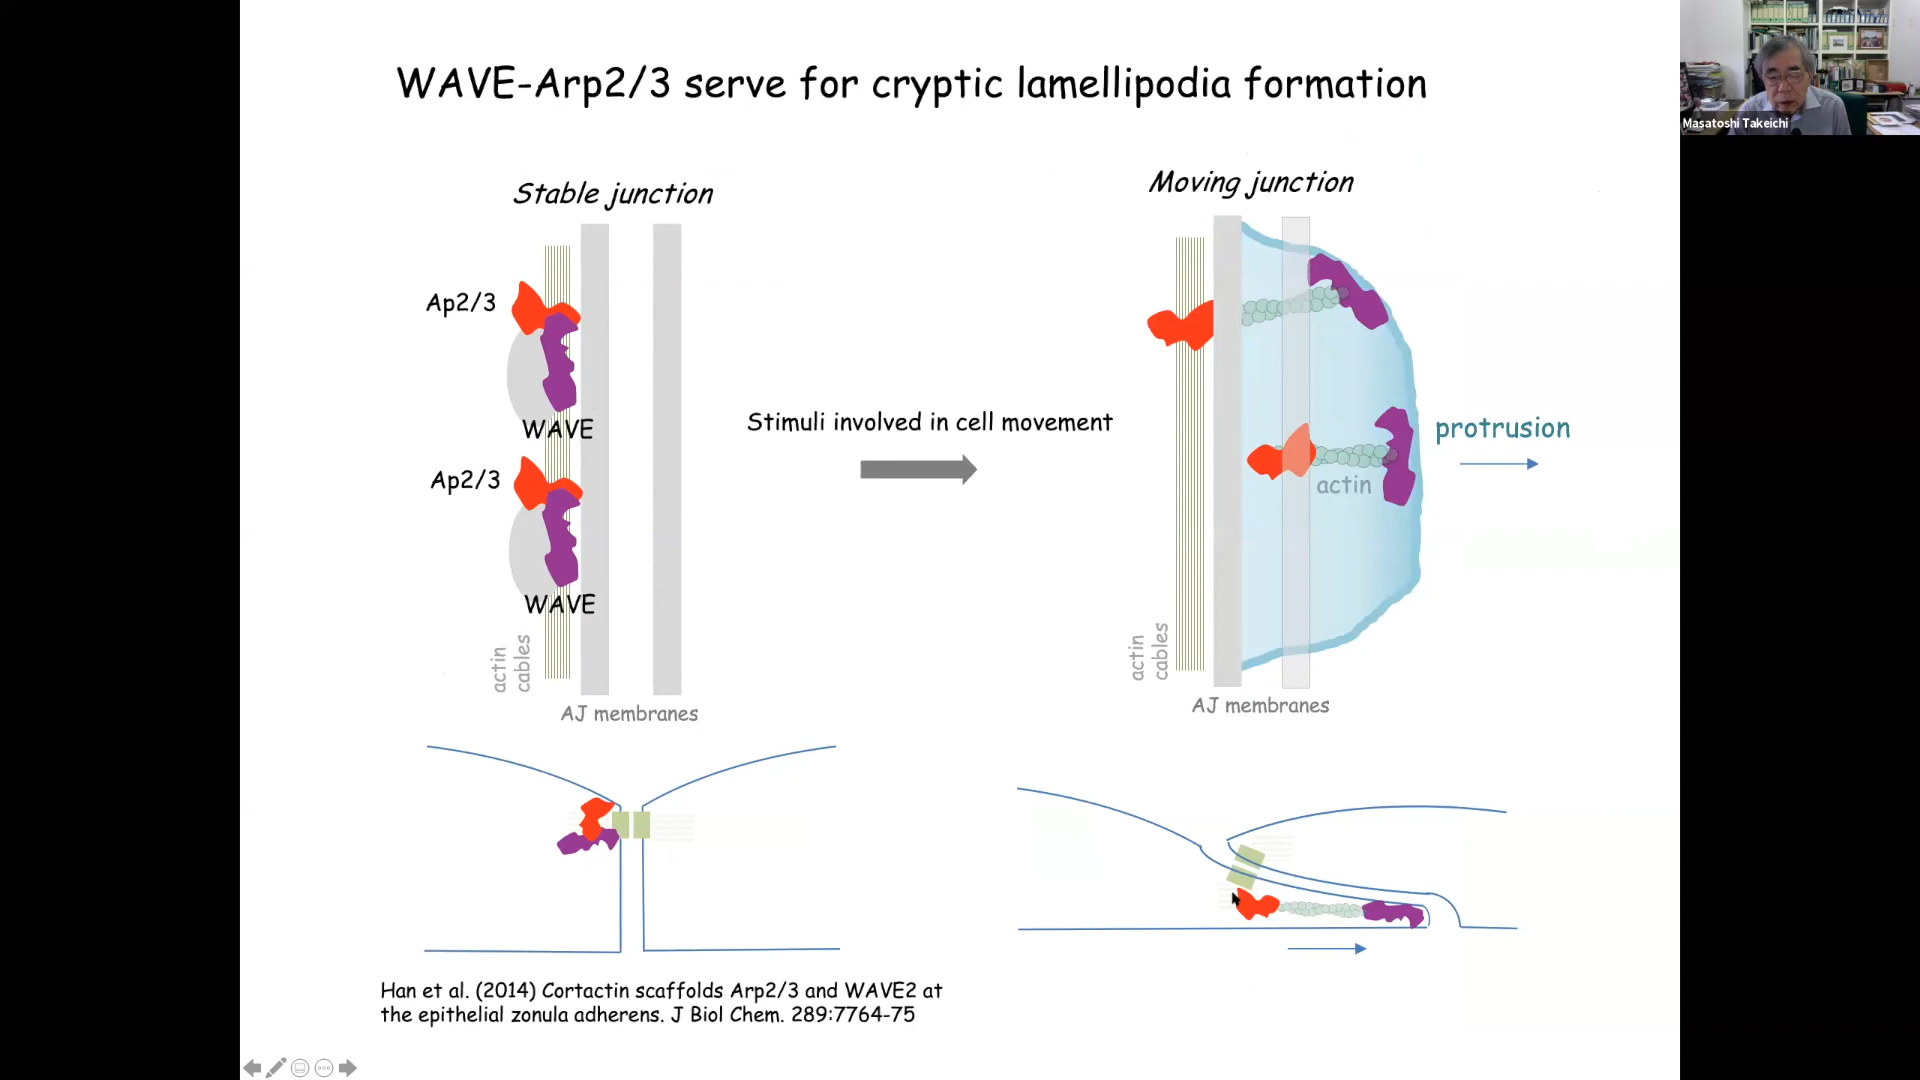 WAVE-Arp2/3 serve for cryptic lamellipodia formation
Masatoshi Takeichi
Stable junction
Moving junction
Ap2/3
WAVE
Ap2/3
WAVE
actin
cables
AJ membranes
Stimuli involved in cell movement
actin
protrusion
actin
cables
AJ membranes
Han et al. (2014) Cortactin scaffolds Arp2/3 and WAVE2 at
the epithelial zonula adherens. J Biol Chem. 289:7764-75